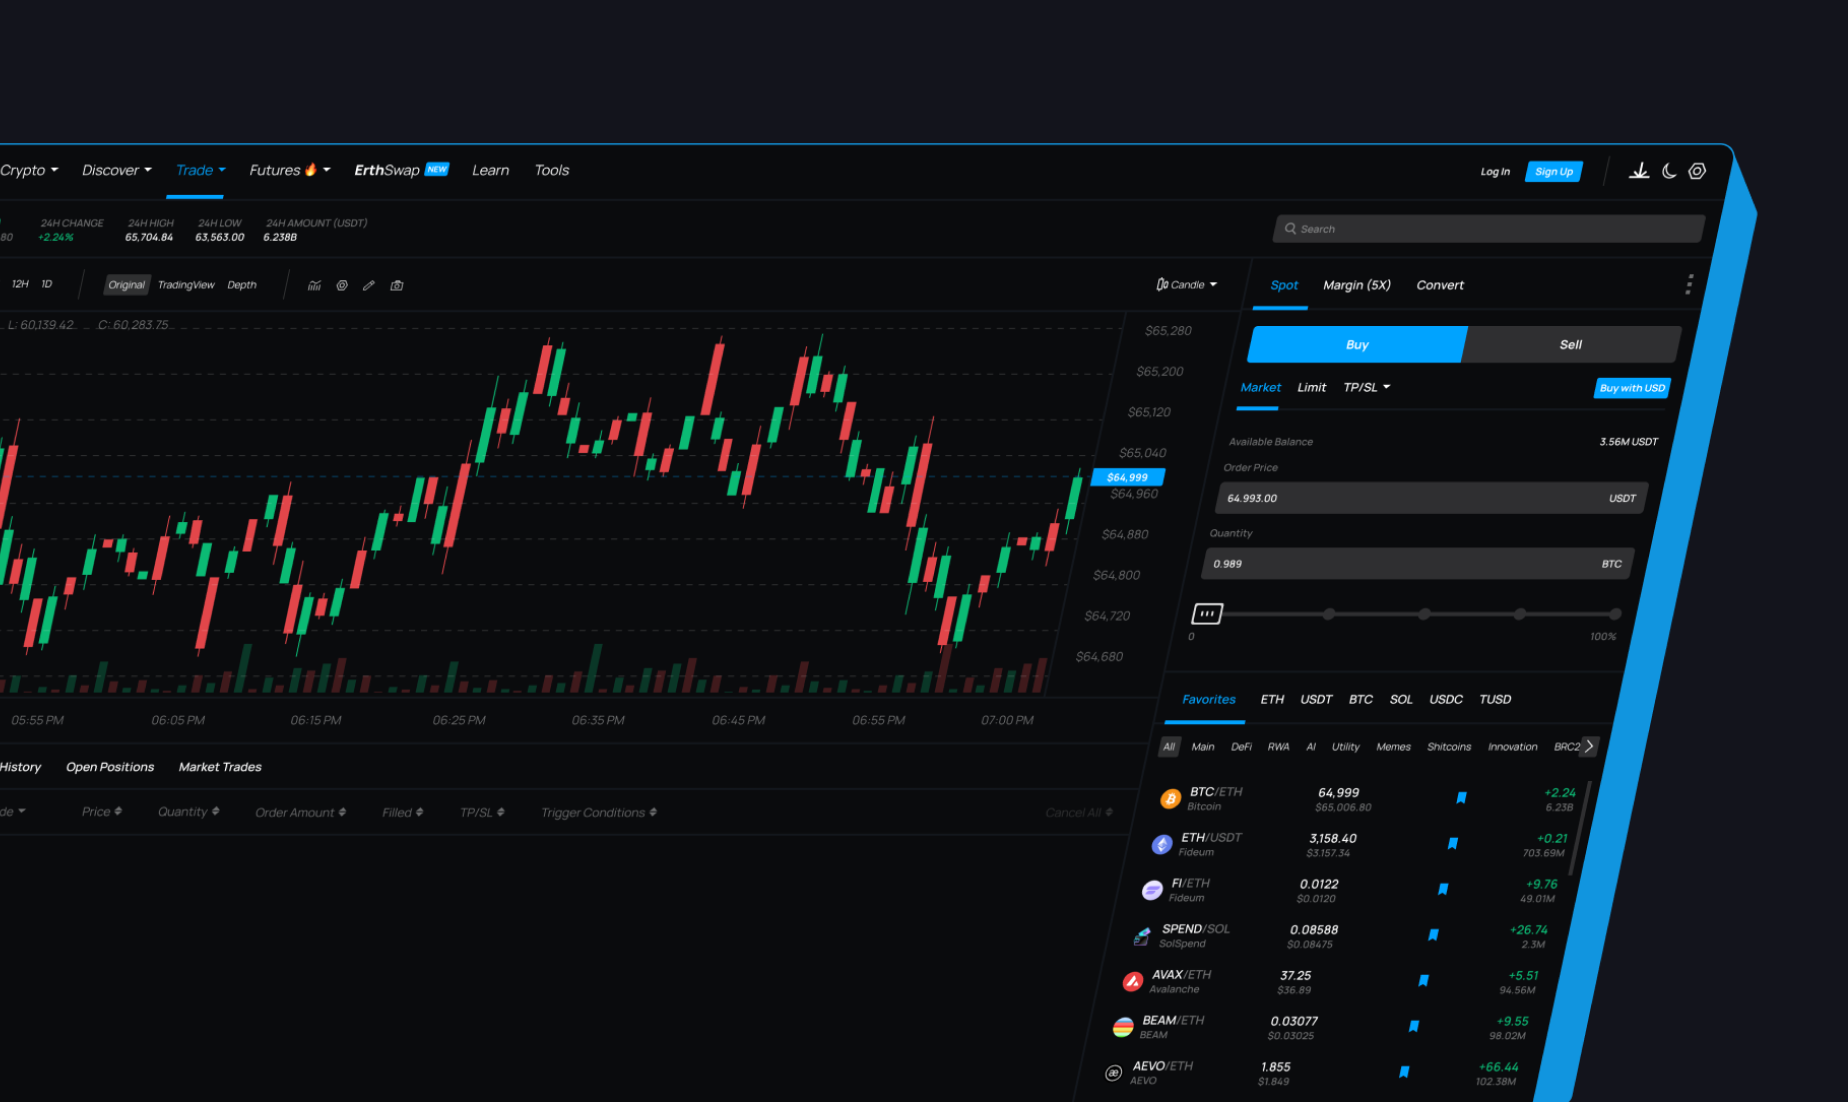 Crypto Discover Trade Futures ErthSwap NEW Learn Tools Log In Sign Up
24H CHANGE 24H HIGH 24H LOW 24H AMOUNT (USDT)
80 +2.24% 65,704.84 63,563.00 6.238B
Search
12H 1D Original TradingView Depth Candle
L: 60,139.42 C: 60,283.75
$65,280
$65,200
$65,120
$65,040
$64,999
$64,960
$64,880
$64,800
$64,720
$64,680
05:55 PM 06:05 PM 06:15 PM 06:25 PM 06:35 PM 06:45 PM 06:55 PM 07:00 PM
History Open Positions Market Trades
de Price Quantity Order Amount Filled TP/SL Trigger Conditions Cancel All
Spot Margin (5X) Convert
Buy Sell
Market Limit TP/SL Buy with USD
Available Balance 3.56M USDT
Order Price
64.993.00 USDT
Quantity
0.989 BTC
0 100%
Favorites ETH USDT BTC SOL USDC TUSD
All Main DeFi RWA AI Utility Memes Shitcoins Innovation BRC2
BTC/ETH 64,999 +2.24
Bitcoin $65,006.80 6.23B
ETH/USDT 3,158.40 +0.21
Fideum $3.157.34 703.69M
FI/ETH 0.0122 +9.76
Fideum $0.0120 49.01M
SPEND/SOL 0.08588 +26.74
SolSpend $0.08475 2.3M
AVAX/ETH 37.25 +5.51
Avalanche $36.89 94.56M
BEAM/ETH 0.03077 +9.55
BEAM $0.03025 98.02M
AEVO/ETH 1.855 +66.44
AEVO $1.849 102.38M